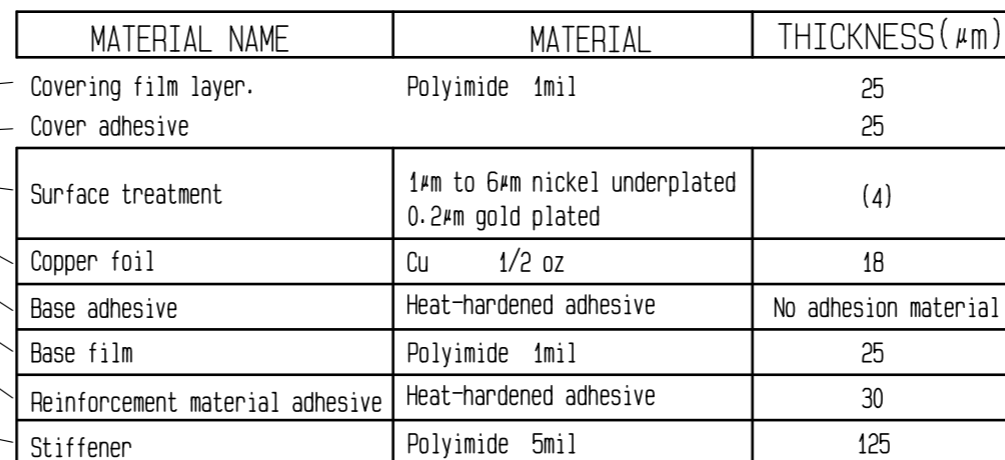 MATERIAL NAME MATERIAL THICKNESS(μm)
Covering film layer. Polyimide 1mil 25
Cover adhesive 25
Surface treatment 1μm to 6μm nickel underplated (4)
0.2μm gold plated
Copper foil Cu 1/2 oz 18
Base adhesive Heat-hardened adhesive No adhesion material
Base film Polyimide 1mil 25
Reinforcement material adhesive Heat-hardened adhesive 30
Stiffener Polyimide 5mil 125